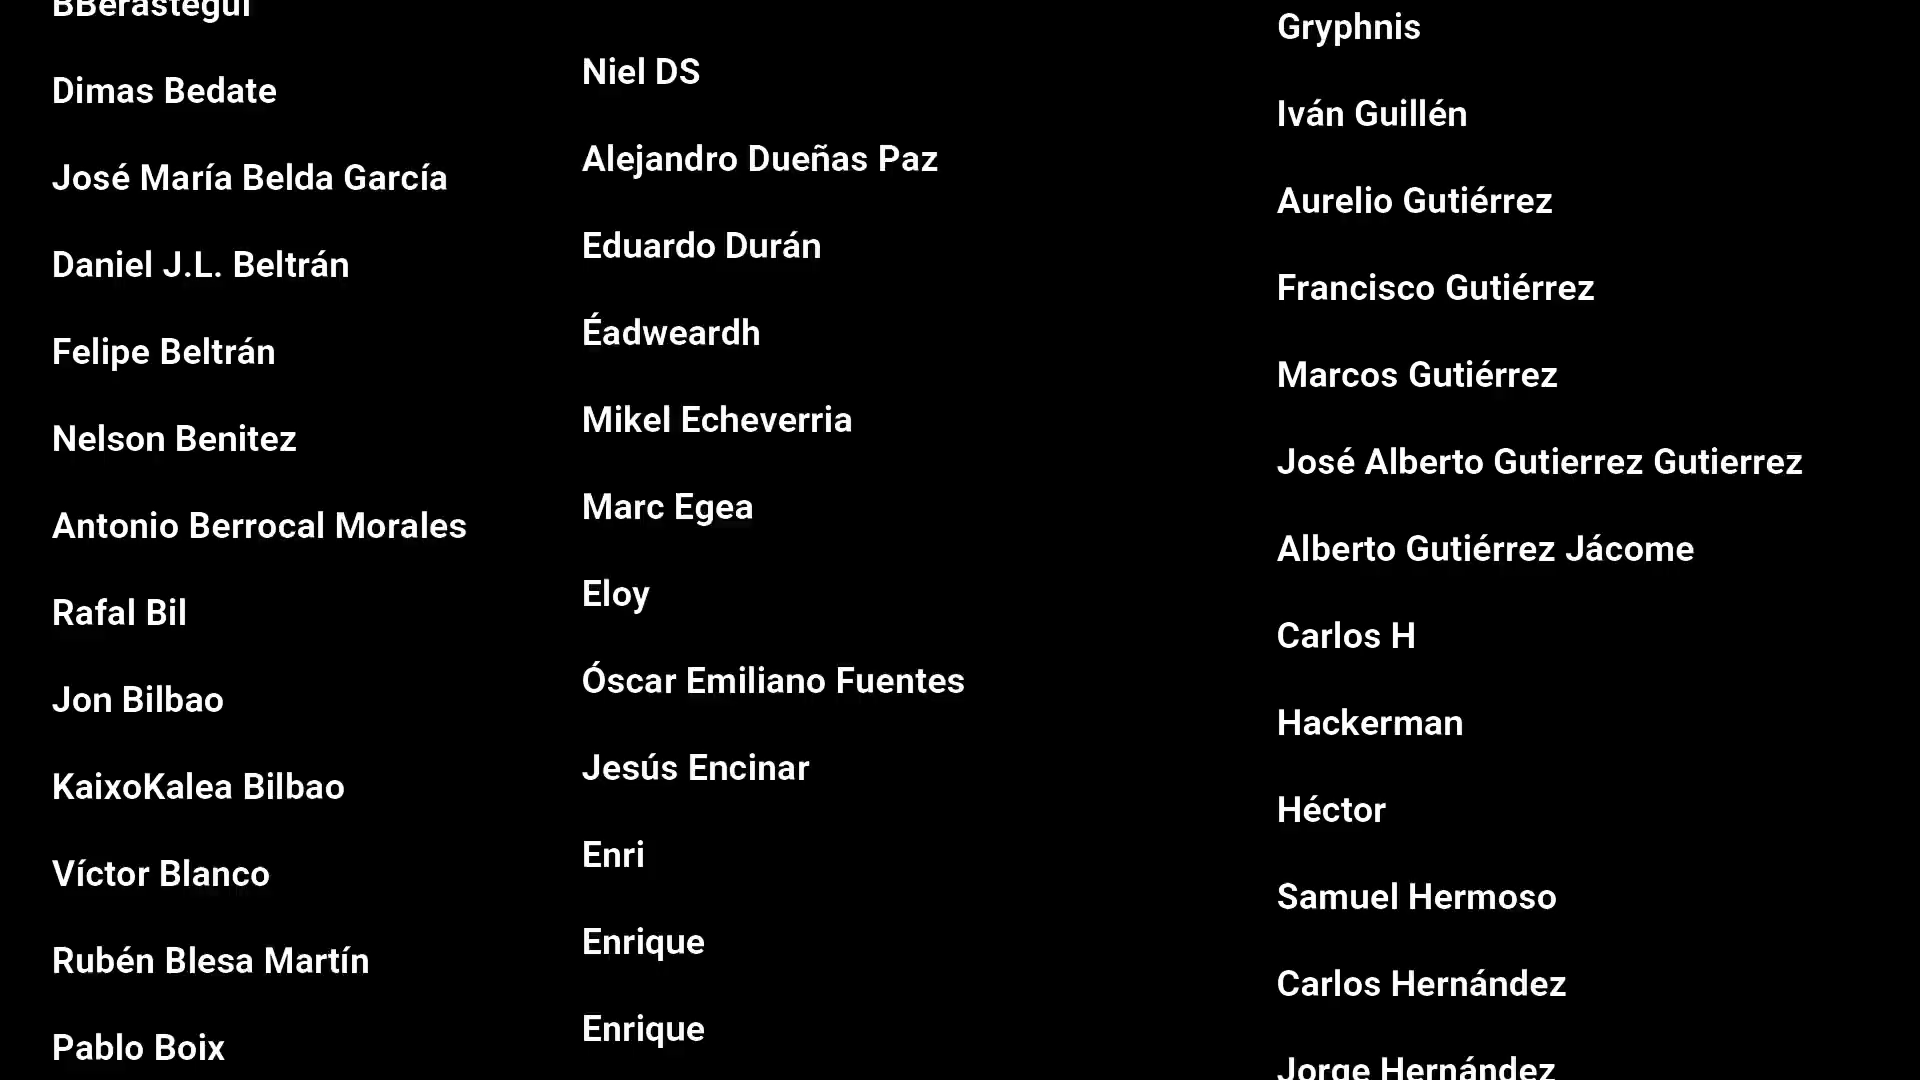 BBerastegui
Dimas Bedate
José María Belda García
Daniel J.L. Beltrán
Felipe Beltrán
Nelson Benitez
Antonio Berrocal Morales
Rafal Bil
Jon Bilbao
KaixoKalea Bilbao
Víctor Blanco
Rubén Blesa Martín
Pablo Boix
Niel DS
Alejandro Dueñas Paz
Eduardo Durán
Éadweardh
Mikel Echeverria
Marc Egea
Eloy
Óscar Emiliano Fuentes
Jesús Encinar
Enri
Enrique
Enrique
Gryphnis
Iván Guillén
Aurelio Gutiérrez
Francisco Gutiérrez
Marcos Gutiérrez
José Alberto Gutierrez Gutierrez
Alberto Gutiérrez Jácome
Carlos H
Hackerman
Héctor
Samuel Hermoso
Carlos Hernández
Jorge Hernández